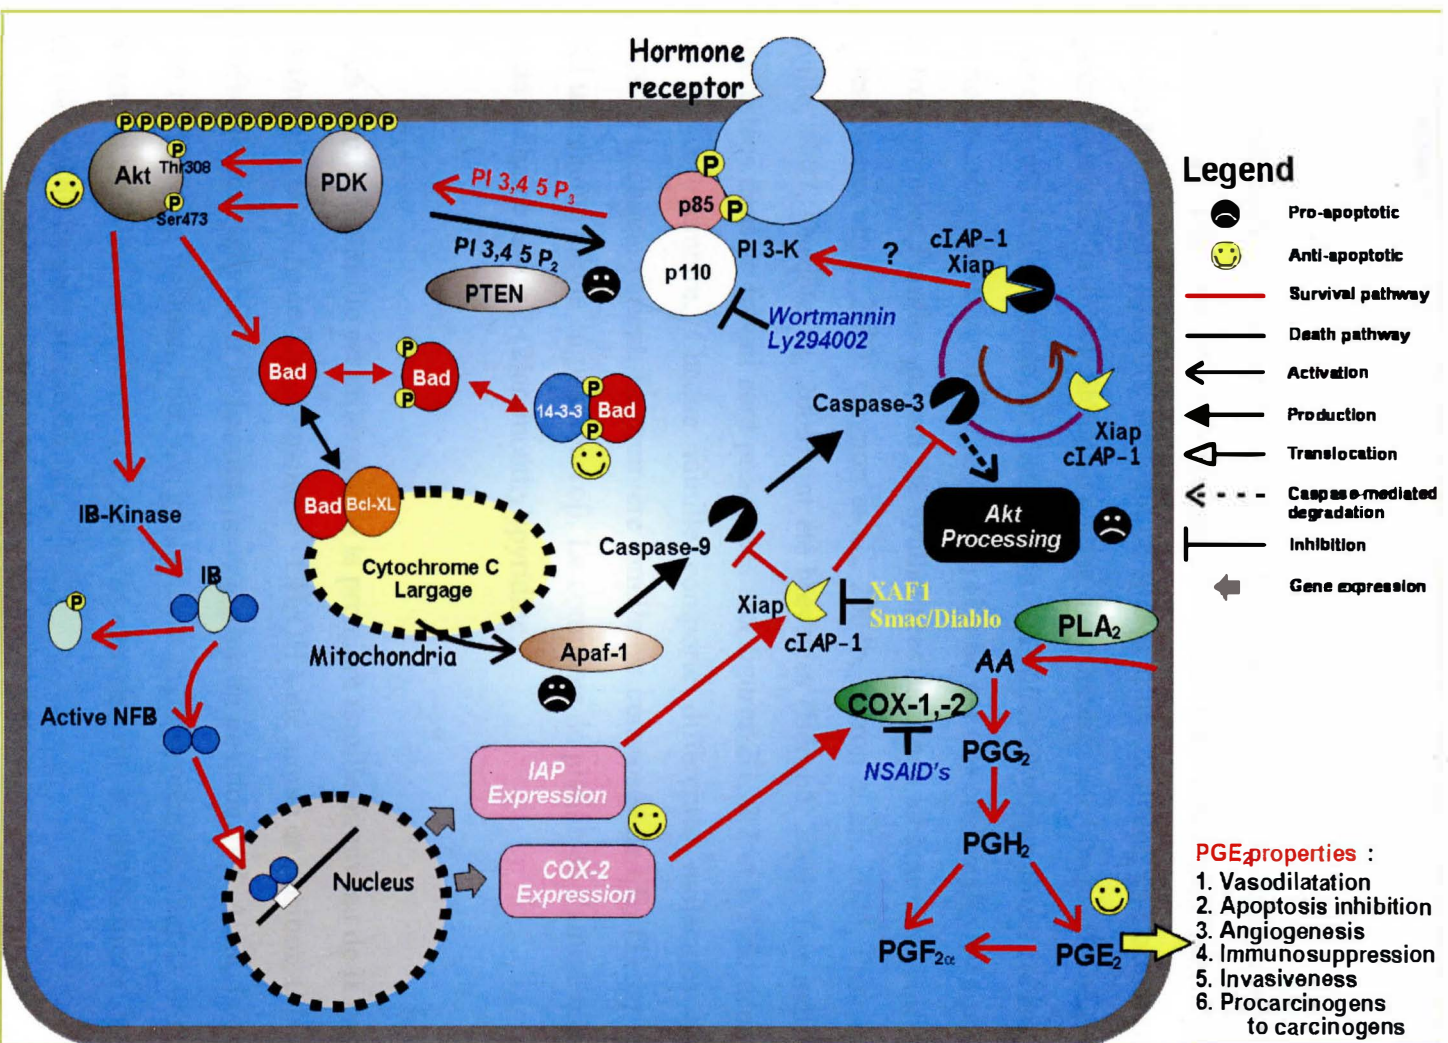 Hormone
receptor
P P P P P P P P P P P P P P
Akt
P
Thr308
P
Ser473
PDK
PI 3,4 5 P3
PI 3,4 5 P2
PTEN
P
p85
P
p110
PI 3-K
?
cIAP-1
Xiap
Wortmannin
Ly294002
Bad
P
Bad
P
14-3-3
P
Bad
P
Caspase-3
Xiap
cIAP-1
Bad
Bcl-XL
Cytochrome C
Largage
Mitochondria
Caspase-9
Akt
Processing
IB-Kinase
IB
P
Xiap
cIAP-1
XAF1
Smac/Diablo
Apaf-1
PLA2
AA
COX-1,-2
NSAID's
PGG2
PGH2
PGF2α
PGE2
Active NFB
IAP
Expression
COX-2
Expression
Nucleus
Legend
Pro-apoptotic
Anti-apoptotic
Survival pathway
Death pathway
Activation
Production
Translocation
Caspase-mediated
degradation
Inhibition
Gene expression
PGE2properties :
1. Vasodilatation
2. Apoptosis inhibition
3. Angiogenesis
4. Immunosuppression
5. Invasiveness
6. Procarcinogens
to carcinogens